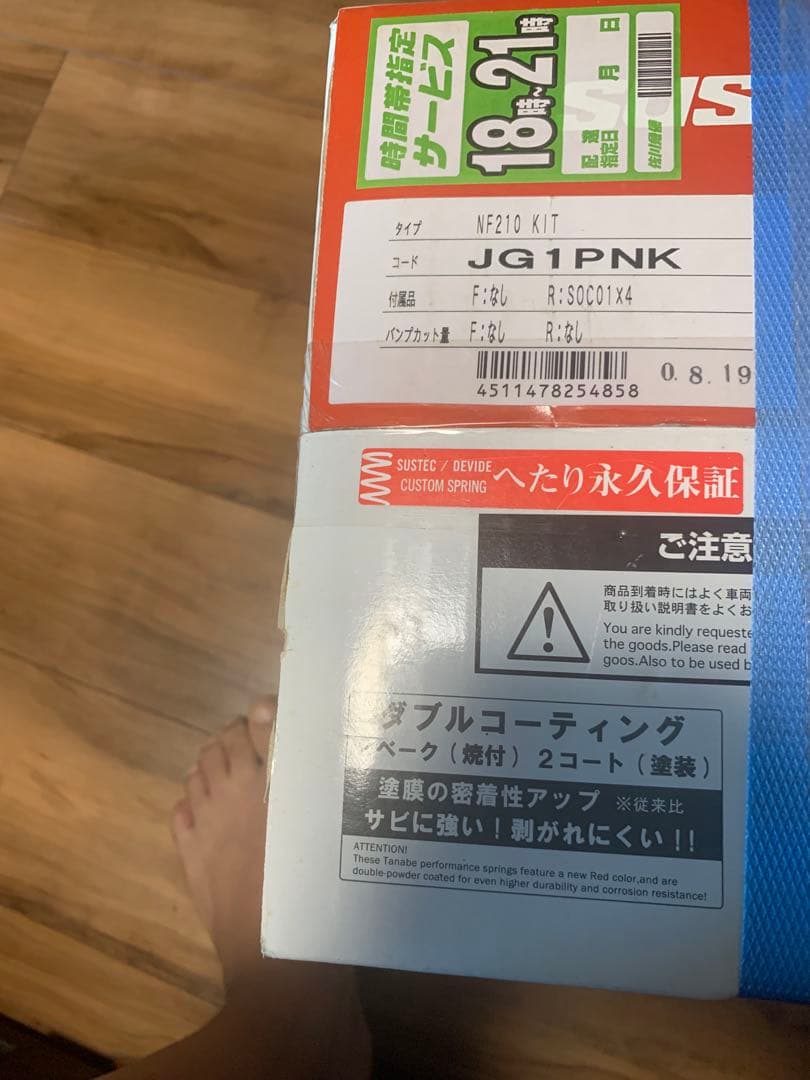 時間帯指定
サービス
18時~21時
月 日
配達
指定日
佐川急便
SUS
タイプ NF210 KIT
コード JG1PNK
付属品 F:なし R:SOC01x4
バンプカット量 F:なし R:なし
4511478254858
0.8.19
SUSTEC / DEVIDE
CUSTOM SPRING
へたり永久保証
ご注意
商品到着時にはよく車両
取り扱い説明書をよくお
You are kindly requeste
the goods.Please read
goos.Also to be used b
ダブルコーティング
ベーク(焼付) 2コート(塗装)
塗膜の密着性アップ ※従来比
サビに強い!剥がれにくい!!
ATTENTION!
These Tanabe performance springs feature a new Red color,and are
double-powder coated for even higher durability and corrosion resistance!